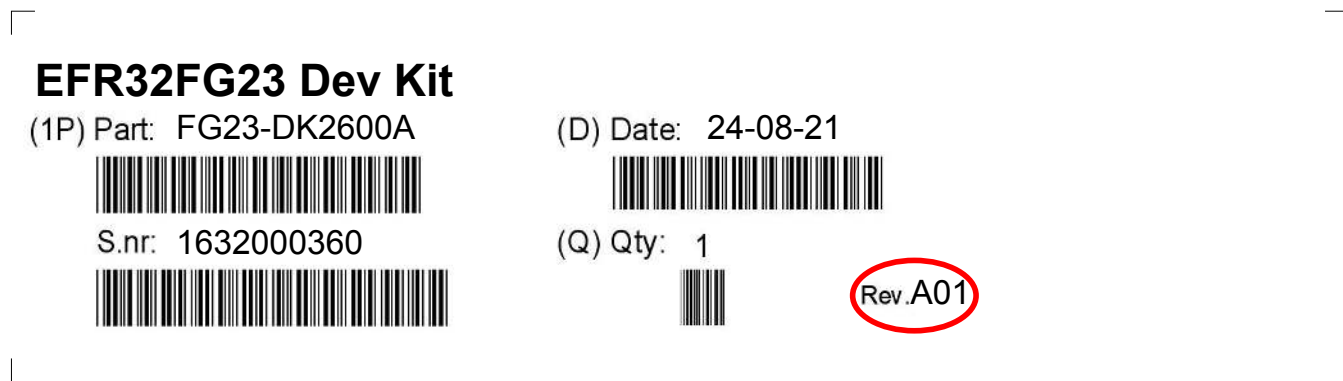 EFR32FG23 Dev Kit
(1P) Part: FG23-DK2600A
(D) Date: 24-08-21
S.nr: 1632000360
(Q) Qty: 1
Rev.A01